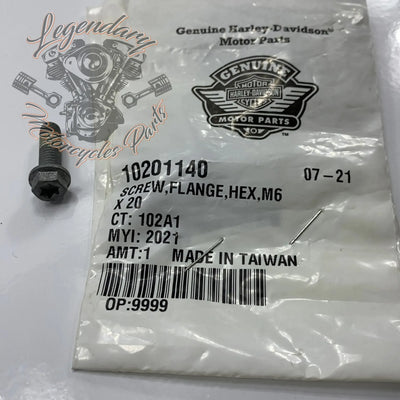 Legendary
Motorcycles Parts
Genuine Harley-Davidson®
Motor Parts
GENUINE
MOTOR
HARLEY-DAVIDSON
CYCLES
MOTOR PARTS
10201140 07-21
SCREW,FLANGE,HEX,M6
X 20
CT: 102A1
MYI: 2021
AMT:1 MADE IN TAIWAN
OP:9999